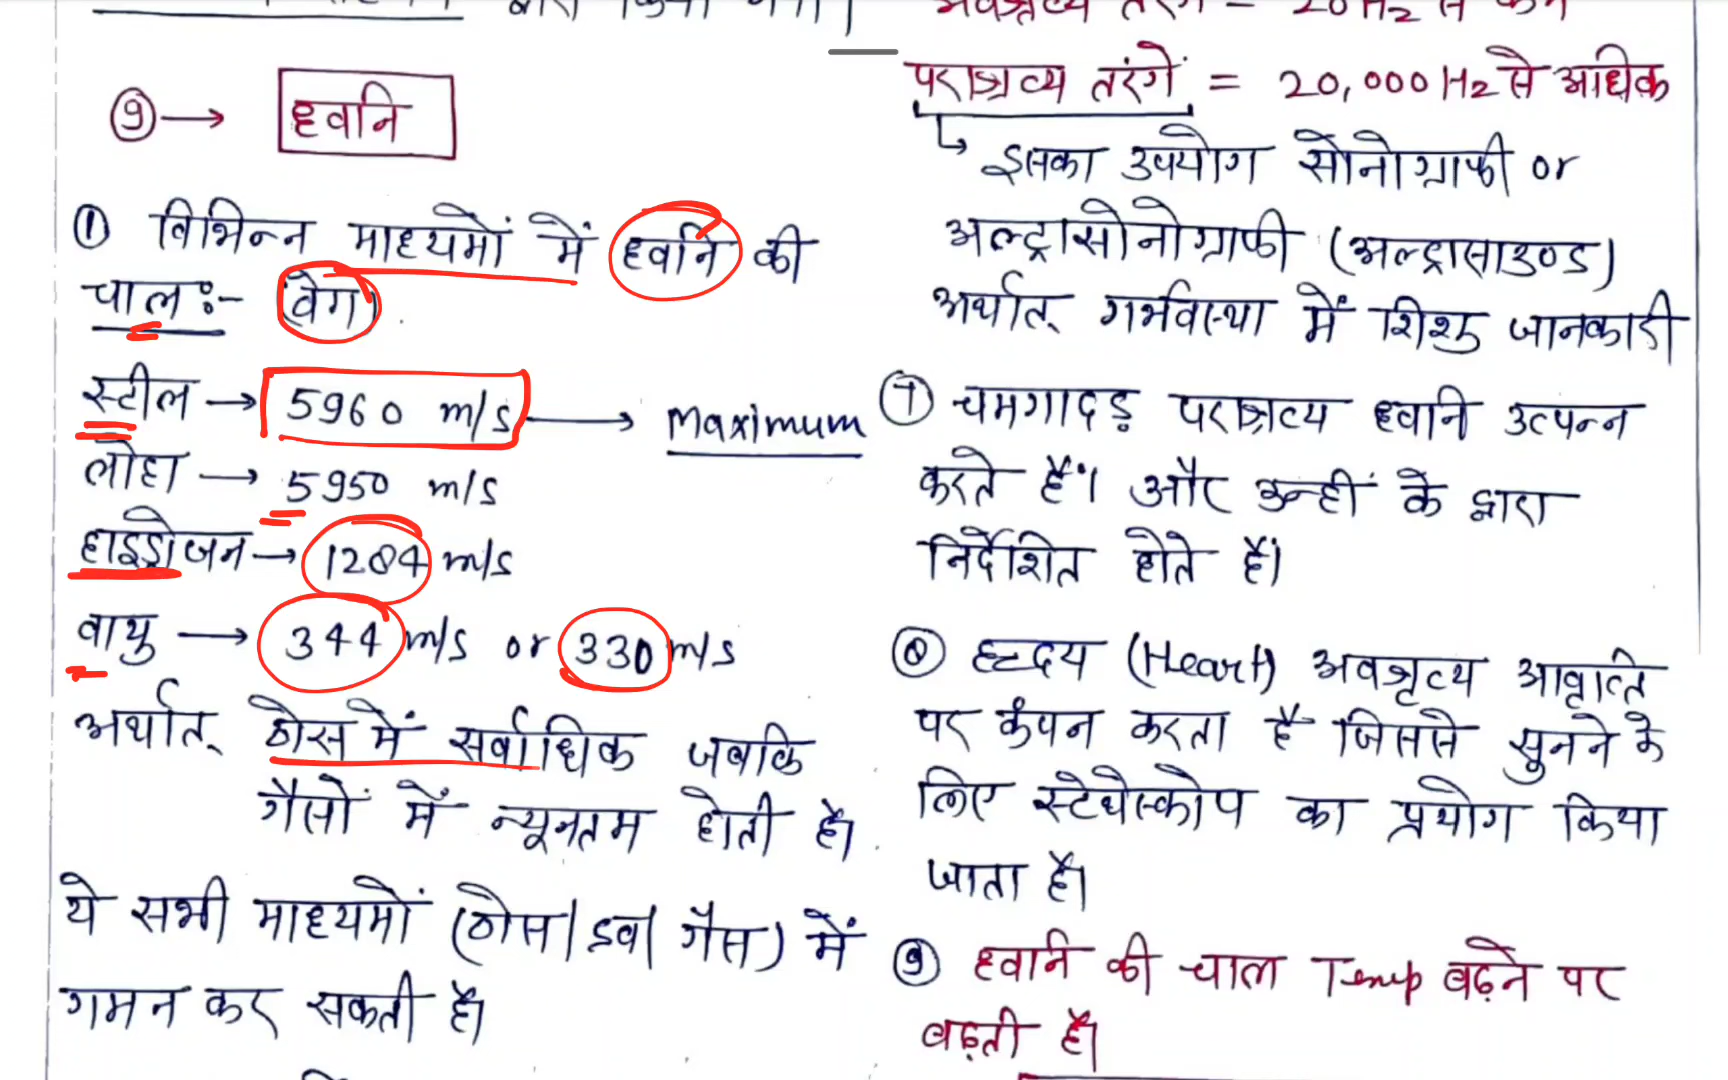 ⑨ → ध्वनि
① विभिन्न माध्यमों में ध्वनि की
चाल :- (वेग)
स्टील → 5960 m/s → Maximum
लोहा → 5950 m/s
हाइड्रोजन → 1284 m/s
वायु → 344 m/s or 330 m/s
अर्थात् ठोस में सर्वाधिक जबकि
गैसों में न्यूनतम होती है।
ये सभी माध्यमों (ठोस/द्रव/गैस) में
गमन कर सकती है।
पराश्रव्य तरंगें = 20,000 Hz से अधिक
इसका उपयोग सोनोग्राफी or
अल्ट्रासोनोग्राफी (अल्ट्रासाउण्ड)
अर्थात् गर्भवस्था में शिशु जानकारी
⑦ चमगादड़ पराश्रव्य ध्वनि उत्पन्न
करते हैं। और उन्हीं के द्वारा
निर्देशित होते हैं।
⑧ हृदय (Heart) अवश्रृव्य आवृत्ति
पर कंपन करता है जिससे सुनने के
लिए स्टेथेस्कोप का प्रयोग किया
जाता है।
⑨ ध्वनि की चाल Temp बढ़ने पर
बढ़ती है।